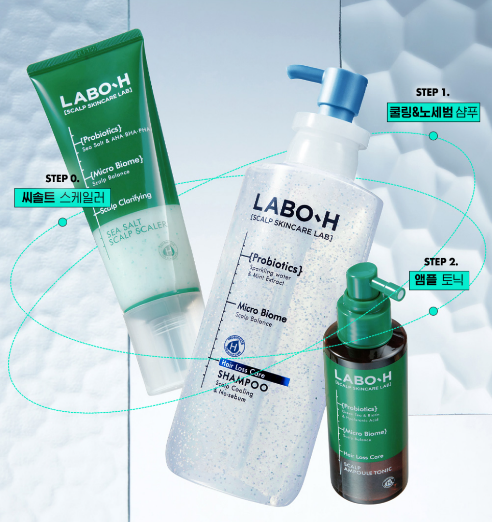 STEP 0.
씨솔트 스케일러
LABO-H
[SCALP SKINCARE LAB]
{Probiotics}
Sea Salt & AHA·BHA·PHA
{Micro Biome}
Scalp Balance
Scalp Clarifying
SEA SALT
SCALP SCALER
STEP 1.
쿨링&노세범 샴푸
LABO-H
[SCALP SKINCARE LAB]
{Probiotics}
Sparkling water
& Mint Extract
Micro Biome
Scalp Balance
Hair Loss Care
SHAMPOO
Scalp Cooling
& No-sebum
STEP 2.
앰플 토닉
LABO-H
[SCALP SKINCARE LAB]
{Probiotics}
{Micro Biome}
Scalp Balance
Hair Loss Care
SCALP
AMPOULE TONIC